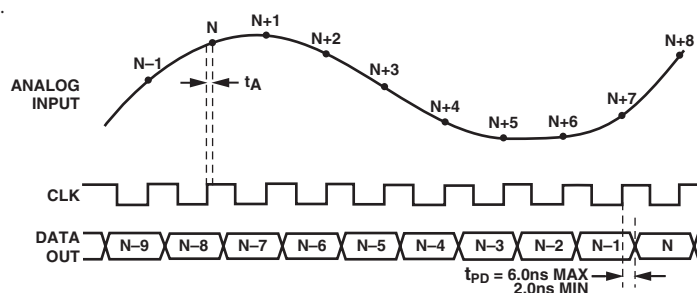 N
N+1
N+2
N+8
N–1
tA
N+3
ANALOG
INPUT
N+7
N+4
N+5
N+6
CLK
DATA
OUT
N–9 N–8 N–7 N–6 N–5 N–4 N–3 N–2 N–1 N
tPD = 6.0ns MAX
2.0ns MIN